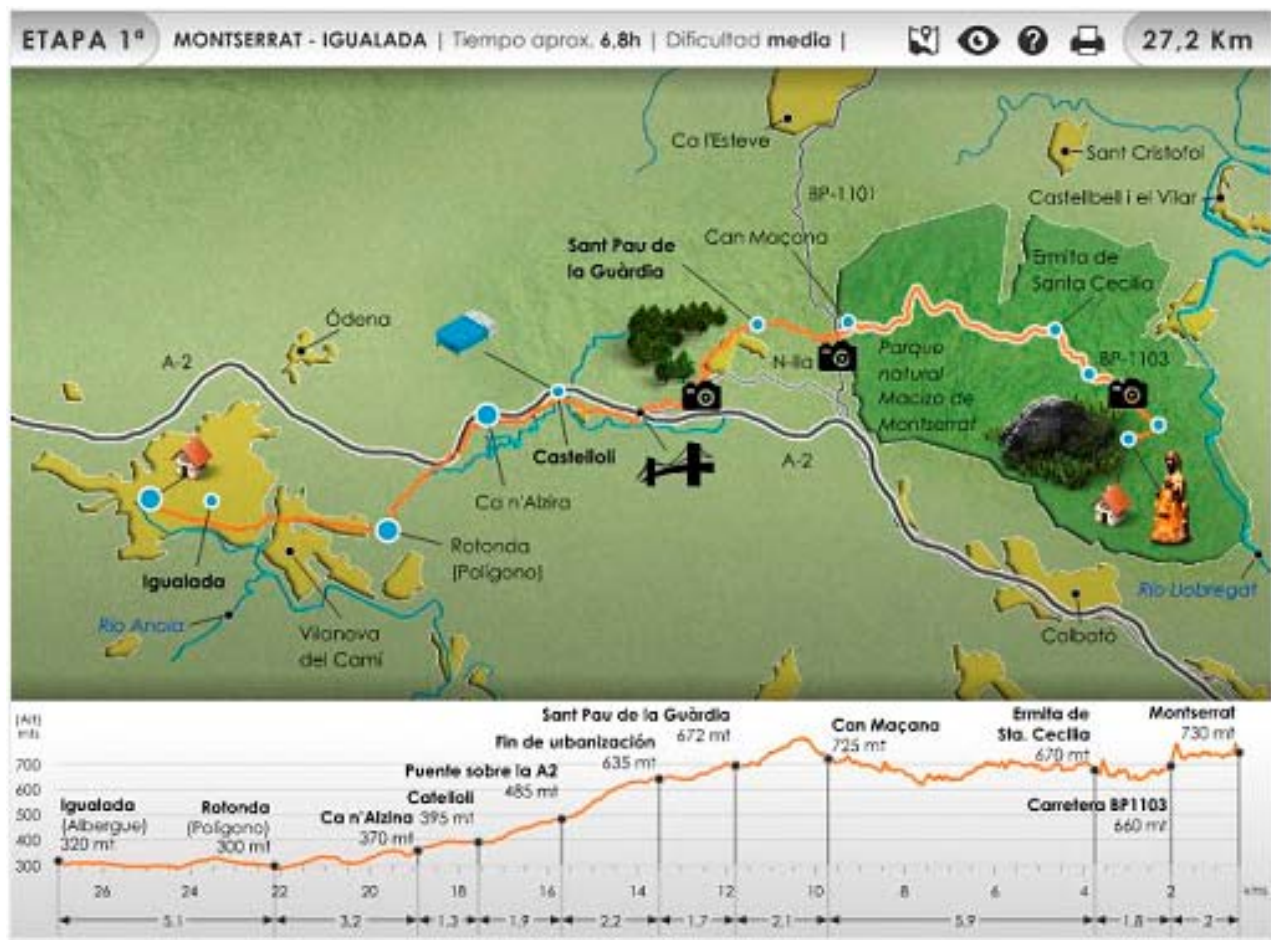 ETAPA 1ª
MONTSERRAT - IGUALADA | Tiempo aprox. 6,8h | Dificultad media |
?
27,2 Km
Ca l'Esteve
Sant Cristofol
BP-1101
Castellbell i el Vilar
Can Maçana
Sant Pau de
la Guàrdia
Ermita de
Santa Cecilia
Òdena
A-2
N-IIa
Parque
natural
Macizo de
Montserrat
BP-1103
Castelloli
A-2
Ca n'Alzira
Rotonda
(Polígono)
Igualada
Río Anoia
Vilanova
del Camí
Río Llobregat
Colbató
(Alt)
mts
700
600
500
400
300
Igualada
(Albergue)
320 mt
Rotonda
(Polígono)
300 mt
Ca n'Alzina
370 mt
Catelloli
395 mt
Puente sobre la A2
485 mt
Fin de urbanización
635 mt
Sant Pau de la Guàrdia
672 mt
Can Maçana
725 mt
Ermita de
Sta. Cecilia
670 mt
Carretera BP1103
660 mt
Montserrat
730 mt
26 24 22 20 18 16 14 12 10 8 6 4 2 kms
5.1 3.2 1.3 1.9 2.2 1.7 2.1 5.9 1.8 2